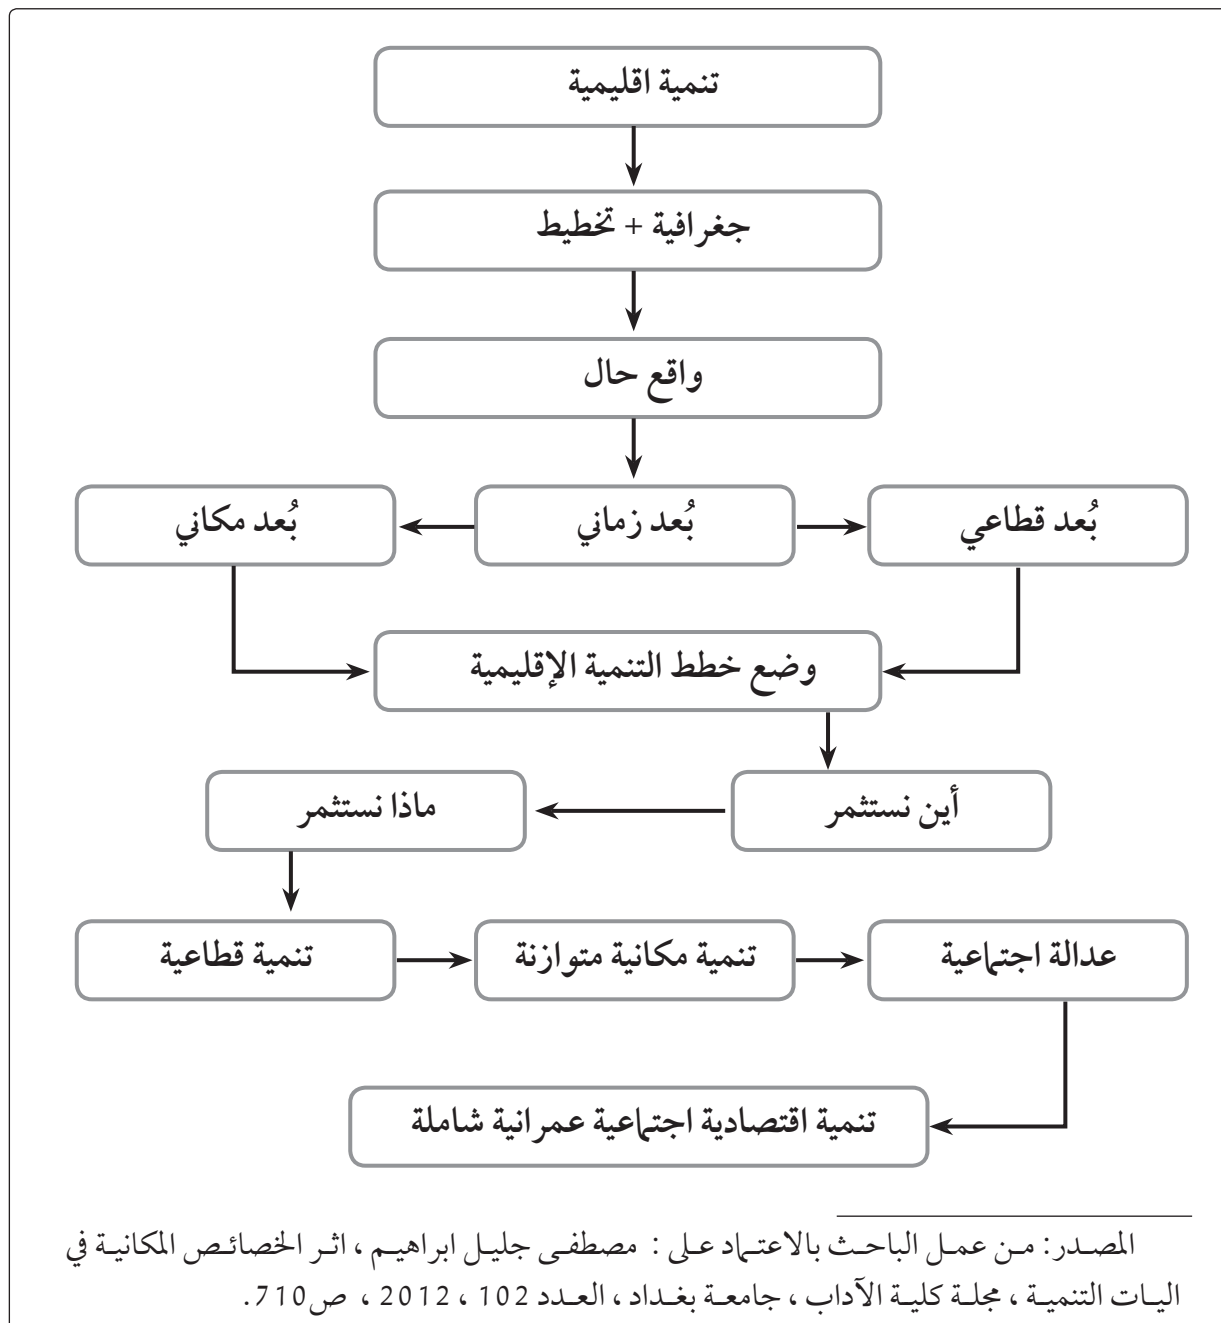 تنمية اقليمية
جغرافية + تخطيط
واقع حال
بُعد قطاعي
بُعد زماني
بُعد مكاني
وضع خطط التنمية الإقليمية
أين نستثمر
ماذا نستثمر
عدالة اجتماعية
تنمية مكانية متوازنة
تنمية قطاعية
تنمية اقتصادية اجتماعية عمرانية شاملة
المصدر: من عمل الباحث بالاعتماد على : مصطفى جليل ابراهيم ، اثر الخصائص المكانية في
اليات التنمية ، مجلة كلية الآداب ، جامعة بغداد ، العدد 102 ، 2012 ، ص710.